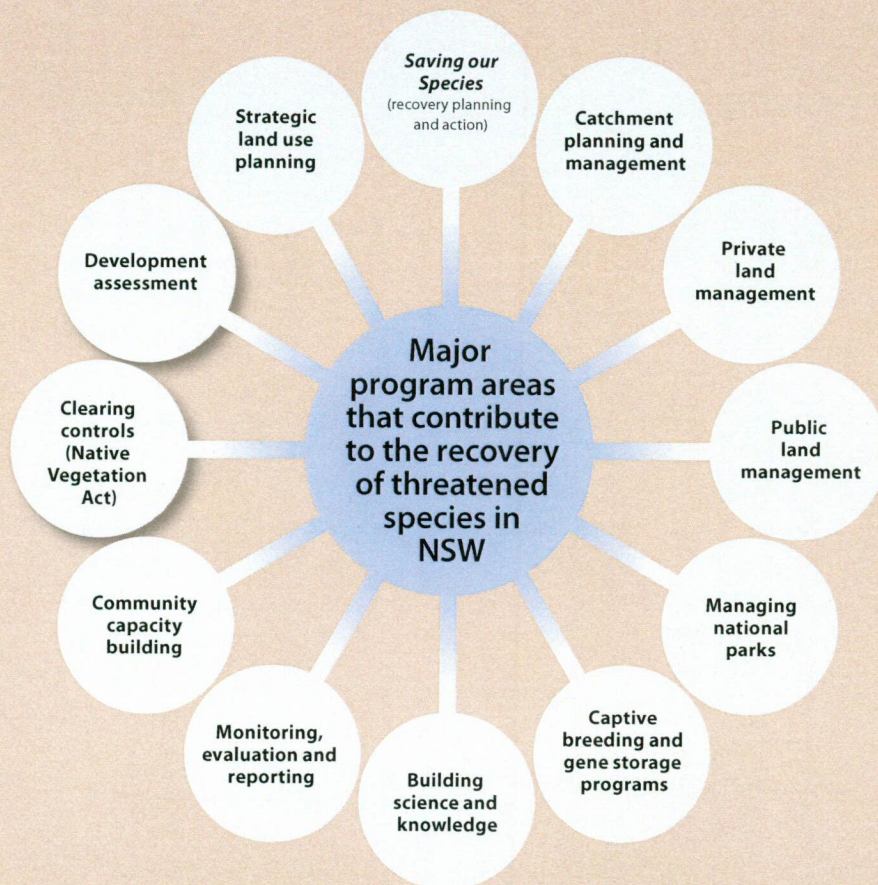 Saving our
Species
(recovery planning
and action)
Catchment
planning and
management
Private
land
management
Public
land
management
Managing
national
parks
Captive
breeding and
gene storage
programs
Building
science and
knowledge
Monitoring,
evaluation and
reporting
Community
capacity
building
Clearing
controls
(Native
Vegetation
Act)
Development
assessment
Strategic
land use
planning
Major
program areas
that contribute
to the recovery
of threatened
species in
NSW